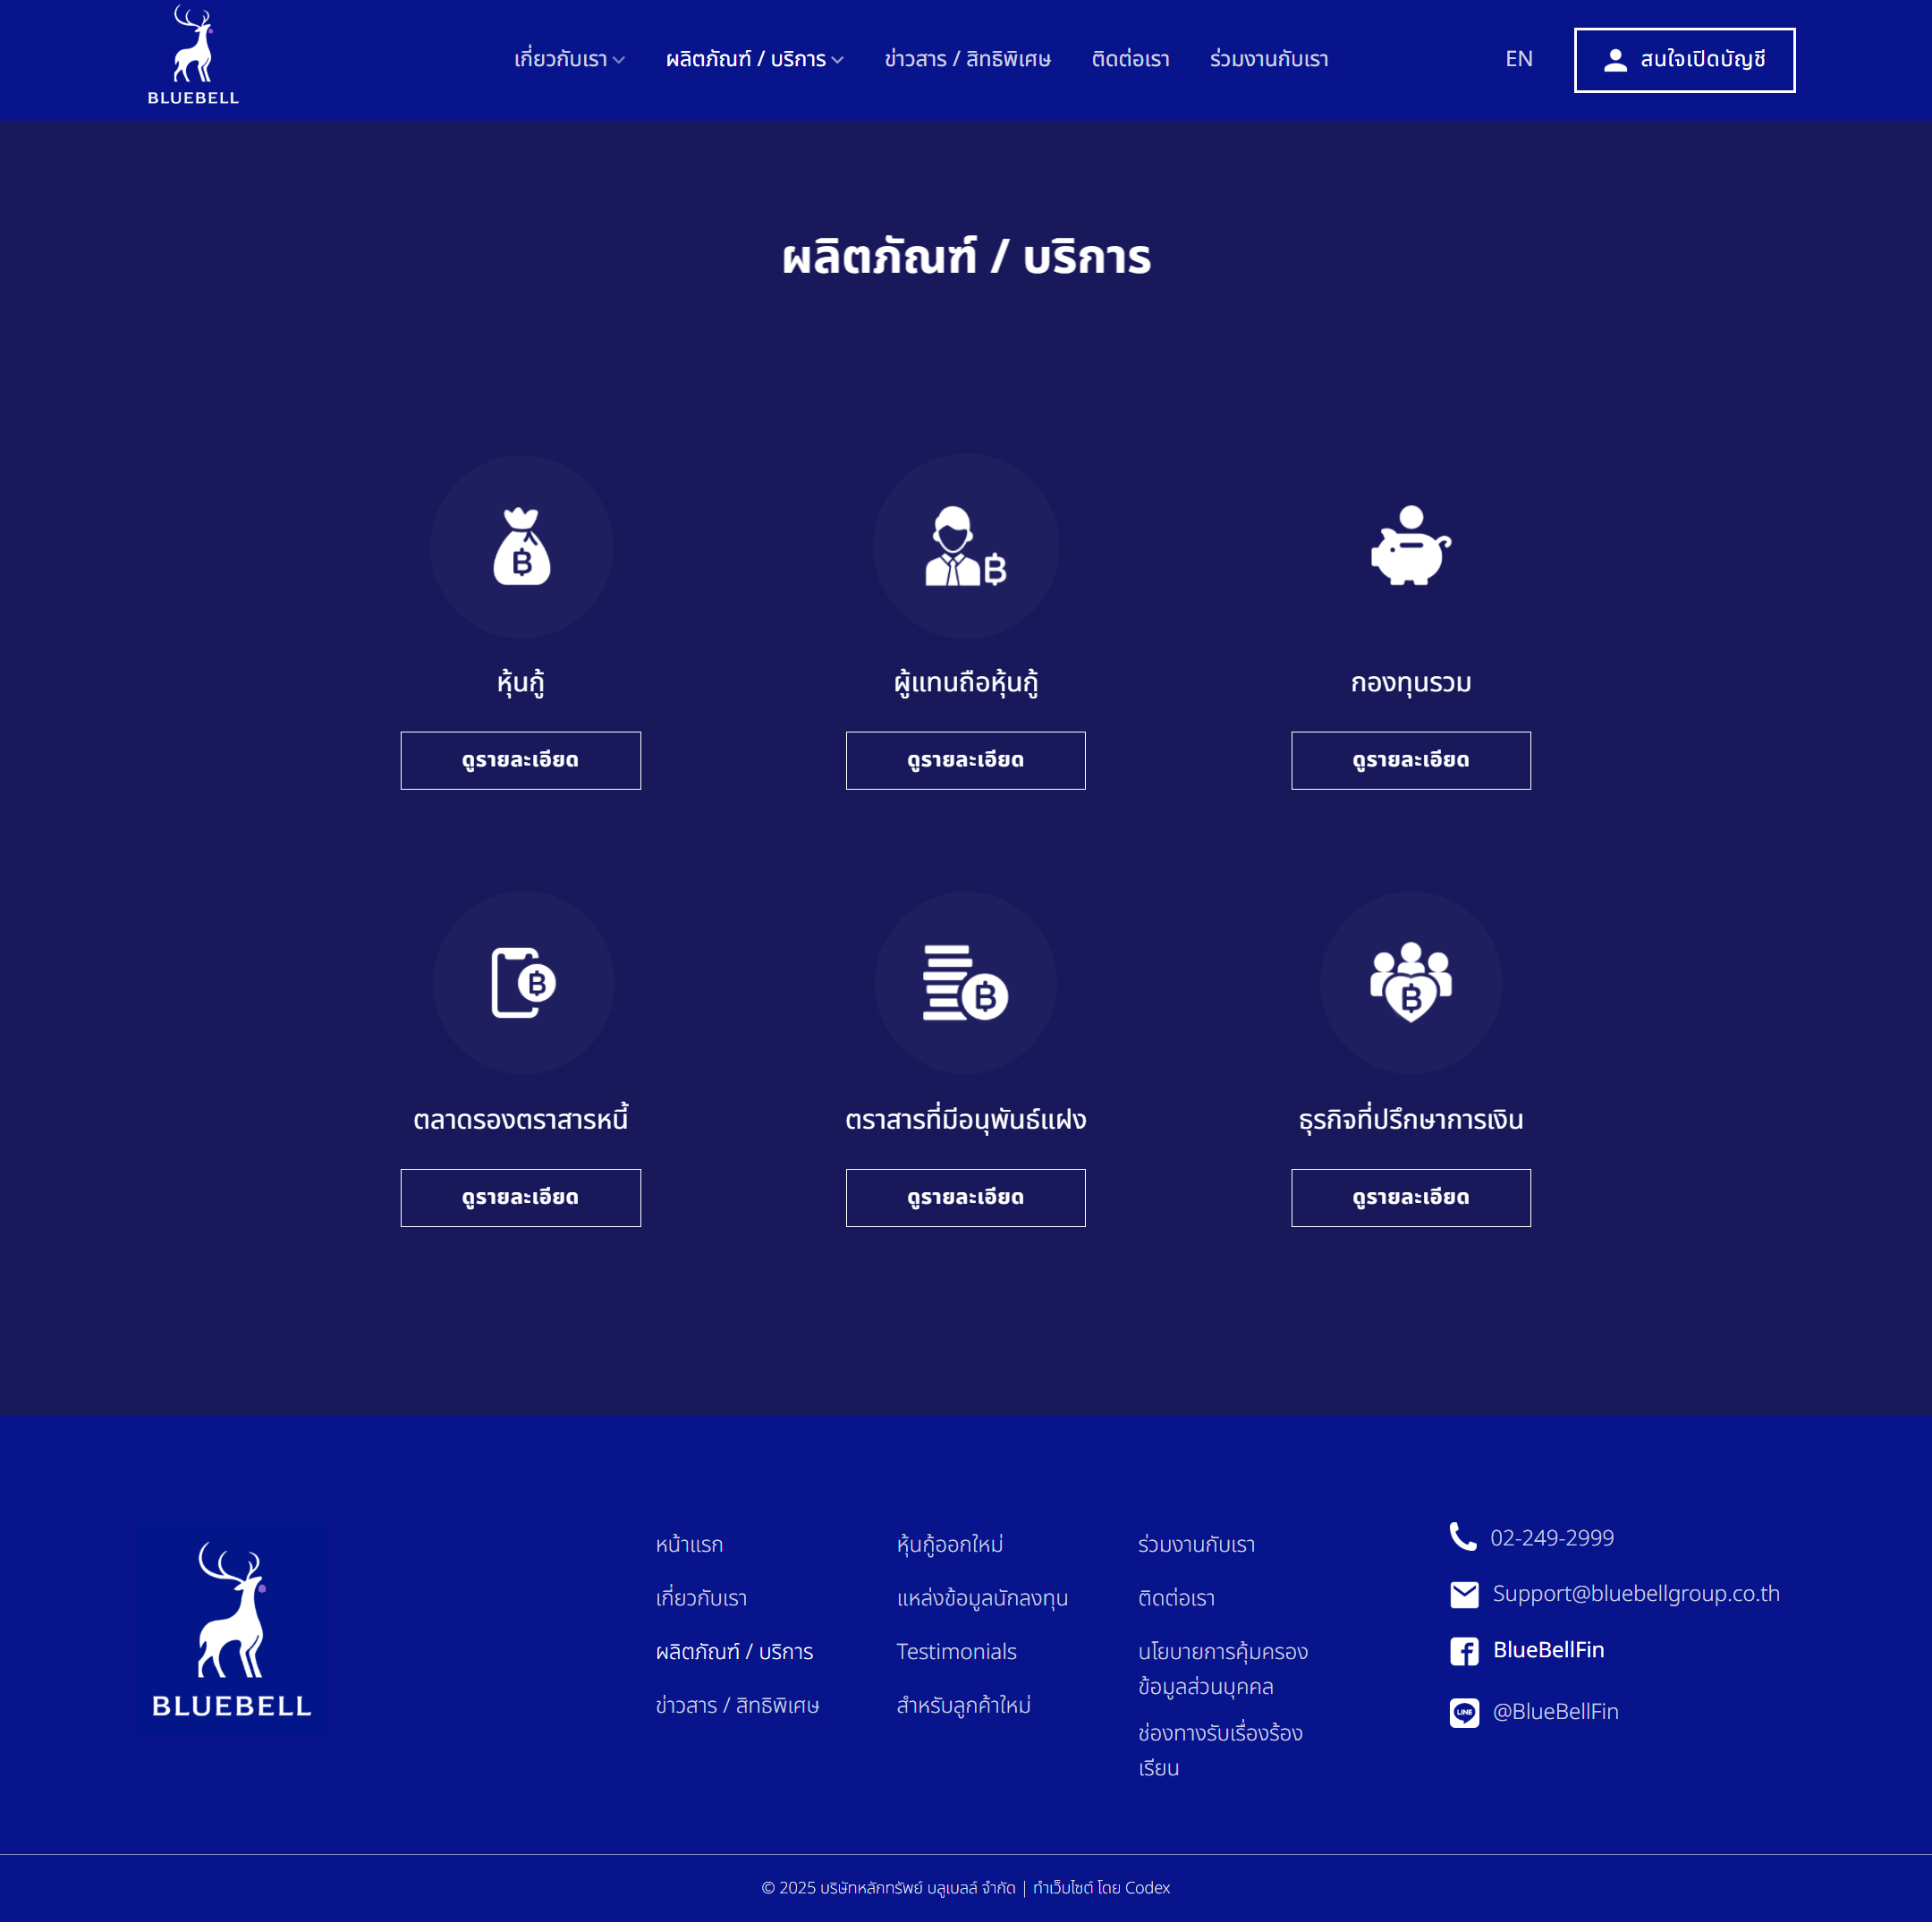 BLUEBELL
เกี่ยวกับเรา
ผลิตภัณฑ์ / บริการ
ข่าวสาร / สิทธิพิเศษ
ติดต่อเรา
ร่วมงานกับเรา
EN
สนใจเปิดบัญชี
ผลิตภัณฑ์ / บริการ
หุ้นกู้
ผู้แทนถือหุ้นกู้
กองทุนรวม
ดูรายละเอียด
ดูรายละเอียด
ดูรายละเอียด
ตลาดรองตราสารหนี้
ตราสารที่มีอนุพันธ์แฝง
ธุรกิจที่ปรึกษาการเงิน
ดูรายละเอียด
ดูรายละเอียด
ดูรายละเอียด
BLUEBELL
หน้าแรก
เกี่ยวกับเรา
ผลิตภัณฑ์ / บริการ
ข่าวสาร / สิทธิพิเศษ
หุ้นกู้ออกใหม่
แหล่งข้อมูลนักลงทุน
Testimonials
สำหรับลูกค้าใหม่
ร่วมงานกับเรา
ติดต่อเรา
นโยบายการคุ้มครอง
ข้อมูลส่วนบุคคล
ช่องทางรับเรื่องร้อง
เรียน
02-249-2999
Support@bluebellgroup.co.th
BlueBellFin
LINE
@BlueBellFin
© 2025 บริษัทหลักทรัพย์ บลูเบลล์ จำกัด | ทำเว็บไซต์ โดย Codex